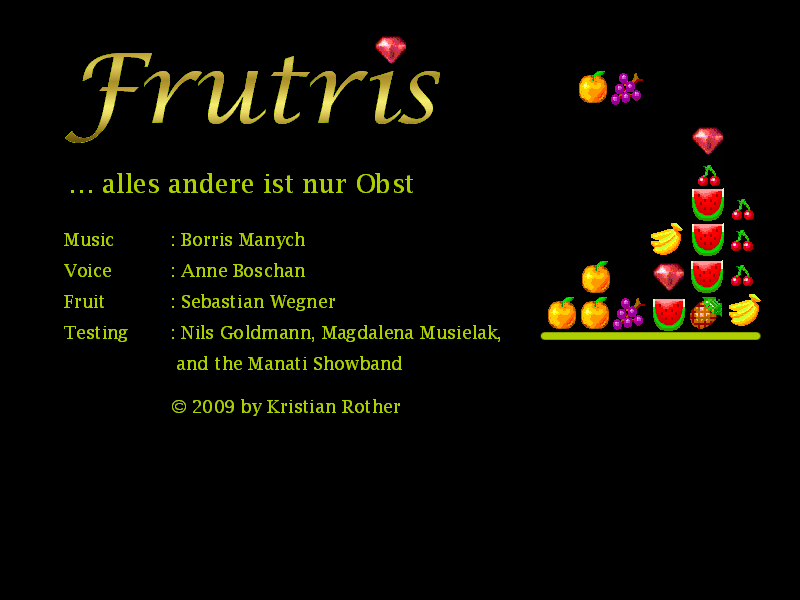 Frutris
... alles andere ist nur Obst
Music : Borris Manych
Voice : Anne Boschan
Fruit : Sebastian Wegner
Testing : Nils Goldmann, Magdalena Musielak,
and the Manati Showband
© 2009 by Kristian Rother